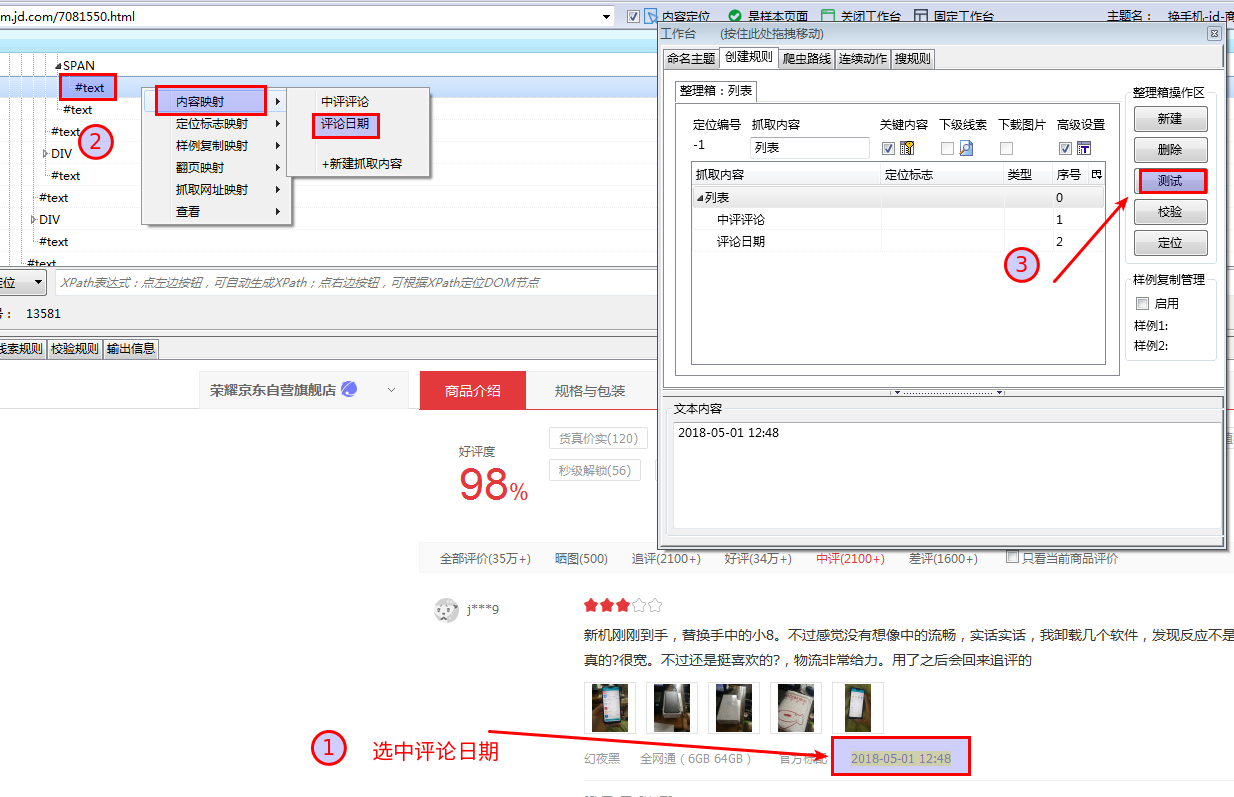 m.jd.com/7081550.html
内容定位 是样本页面 关闭工作台 固定工作台 主题名： 换手机-jd-商
SPAN
#text
#text
#text
DIV
#text
#text
DIV
#text
#text
2
内容映射
定位标志映射
样例复制映射
翻页映射
抓取网址映射
查看
中评评论
评论日期
+新建抓取内容
定位
XPath表达式：点左边按钮，可自动生成XPath；点右边按钮，可根据XPath定位DOM节点
号： 13581
线索规则 校验规则 输出信息
工作台 (按住此处拖拽移动)
命名主题 创建规则 爬虫路线 连续动作 搜规则
整理箱：列表
定位编号 抓取内容 关键内容 下级线索 下载图片 高级设置
-1 列表
抓取内容 定位标志 类型 序号
列表 0
中评评论 1
评论日期 2
整理箱操作区
新建
删除
测试
校验
定位
3
样例复制管理
启用
样例1:
样例2:
文本内容
2018-05-01 12:48
荣耀京东自营旗舰店 商品介绍 规格与包装
好评度
98%
货真价实(120)
秒级解锁(56)
全部评价(35万+) 晒图(500) 追评(2100+) 好评(34万+) 中评(2100+) 差评(1600+) 只看当前商品评价
j***9
新机刚刚到手，替换手中的小8。不过感觉没有想像中的流畅，实话实话，我卸载几个软件，发现反应不是
真的?很宽。不过还是挺喜欢的?，物流非常给力。用了之后会回来追评的
1 选中评论日期
幻夜黑 全网通（6GB 64GB） 官方标配 2018-05-01 12:48